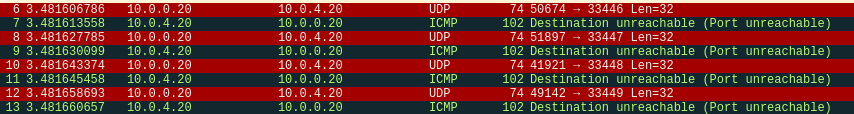 6 3.481606786 10.0.0.20 10.0.4.20 UDP 74 50674 → 33446 Len=32
7 3.481613558 10.0.4.20 10.0.0.20 ICMP 102 Destination unreachable (Port unreachable)
8 3.481627785 10.0.0.20 10.0.4.20 UDP 74 51897 → 33447 Len=32
9 3.481630099 10.0.4.20 10.0.0.20 ICMP 102 Destination unreachable (Port unreachable)
10 3.481643374 10.0.0.20 10.0.4.20 UDP 74 41921 → 33448 Len=32
11 3.481645458 10.0.4.20 10.0.0.20 ICMP 102 Destination unreachable (Port unreachable)
12 3.481658693 10.0.0.20 10.0.4.20 UDP 74 49142 → 33449 Len=32
13 3.481660657 10.0.4.20 10.0.0.20 ICMP 102 Destination unreachable (Port unreachable)